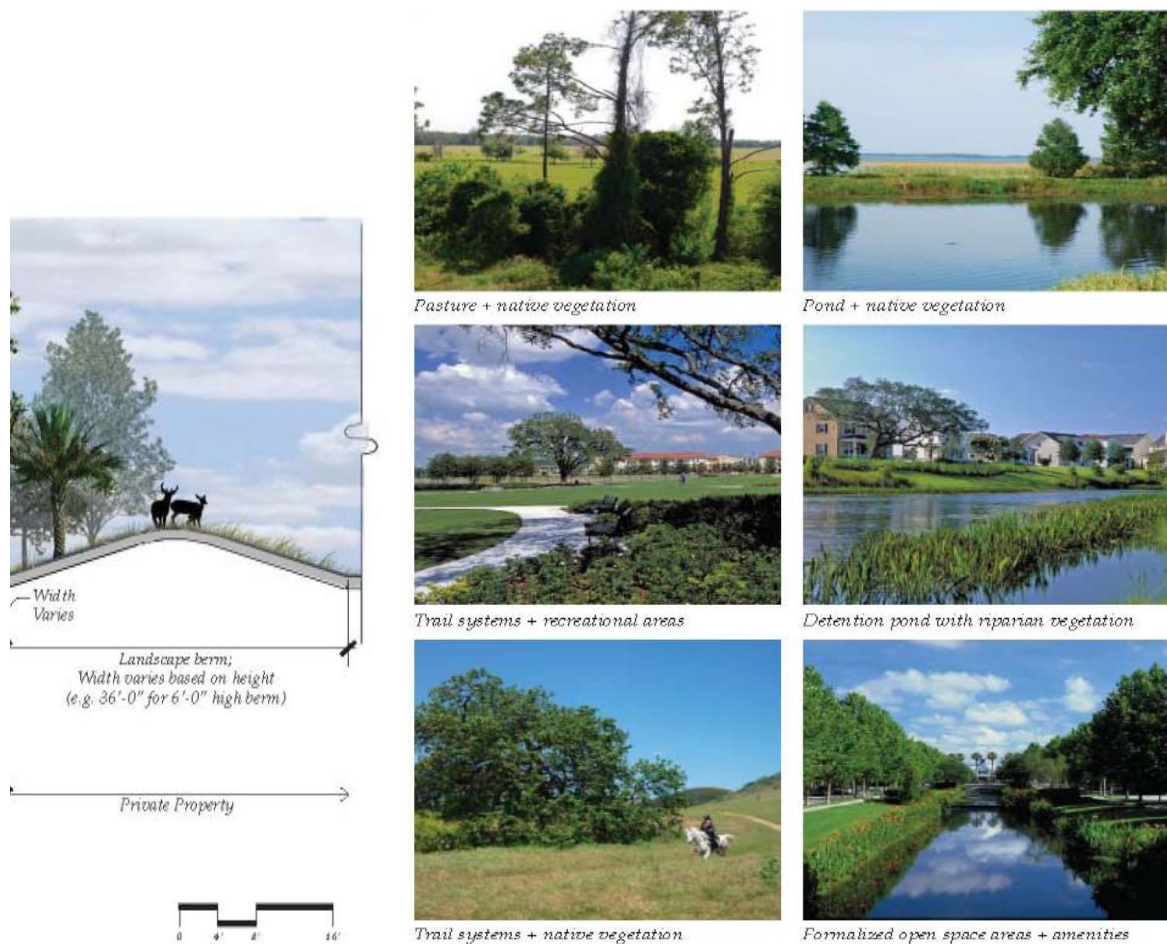 Pasture + native vegetation
Pond + native vegetation
Width
Varies
Trail systems + recreational areas
Detention pond with riparian vegetation
Landscape berm;
Width varies based on height
(e.g. 36'-0" for 6'-0" high berm)
Private Property
0 4' 8' 16'
Trail systems + native vegetation
Formalized open space areas + amenities